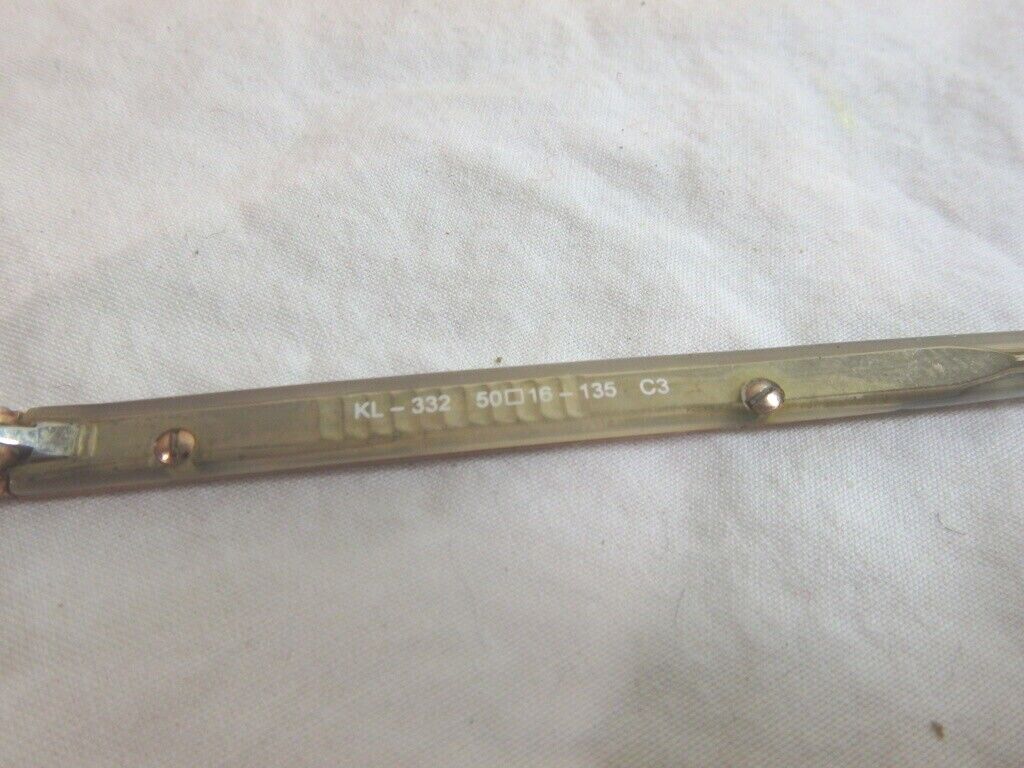 KL – 332 50□16 – 135 C3